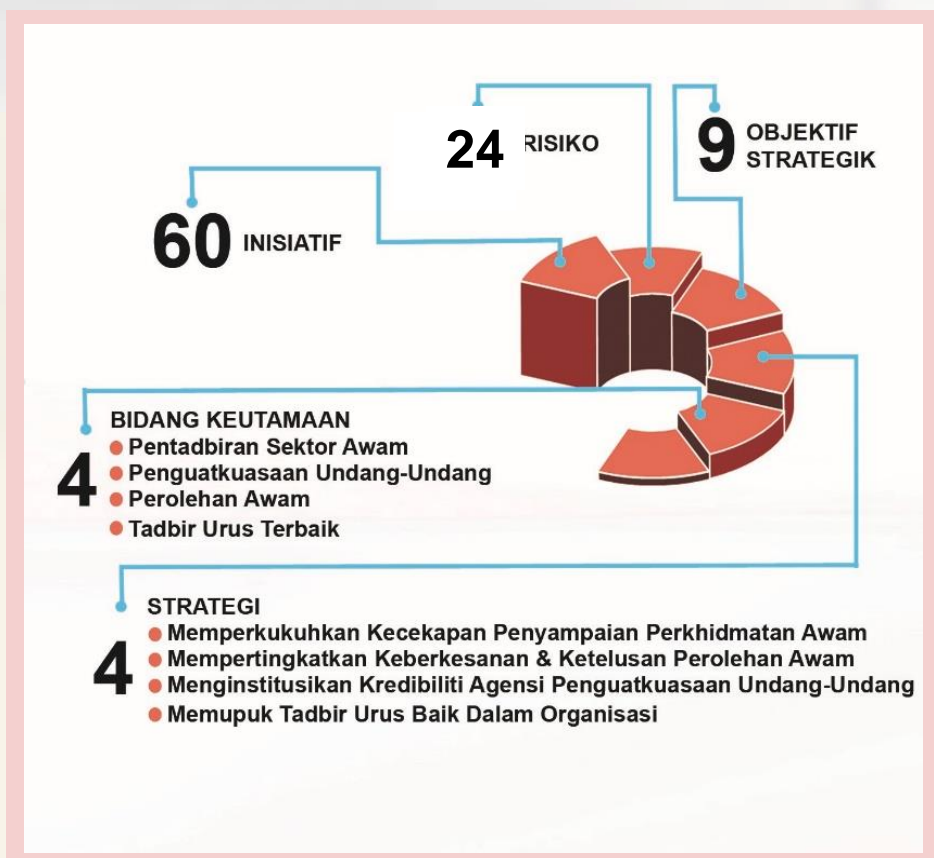 24 RISIKO
9 OBJEKTIF
STRATEGIK
60 INISIATIF
BIDANG KEUTAMAAN
4
Pentadbiran Sektor Awam
Penguatkuasaan Undang-Undang
Perolehan Awam
Tadbir Urus Terbaik
STRATEGI
4
Memperkukuhkan Kecekapan Penyampaian Perkhidmatan Awam
Mempertingkatkan Keberkesanan & Ketelusan Perolehan Awam
Menginstitusikan Kredibiliti Agensi Penguatkuasaan Undang-Undang
Memupuk Tadbir Urus Baik Dalam Organisasi